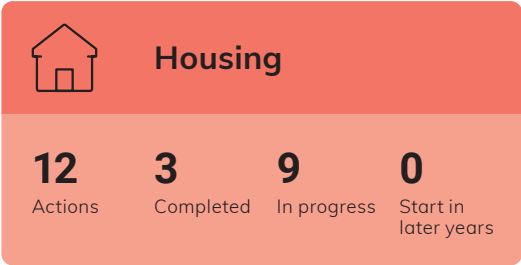 Housing
12 3 9 0
Actions Completed In progress Start in
later years